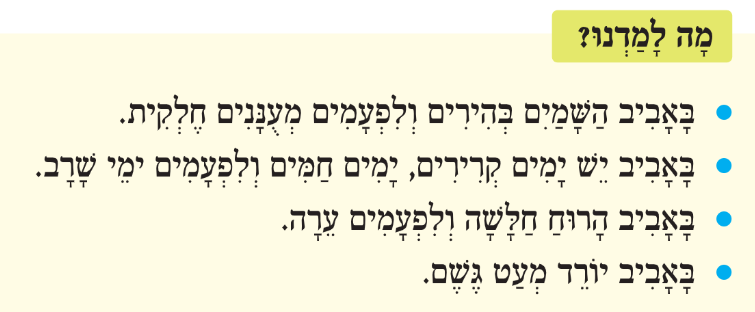 מָה לָמַדְנוּ?
בָּאָבִיב הַשָּׁמַיִם בְּהִירִים וְלִפְעָמִים מְעֻנָּנִים חֶלְקִית.
בָּאָבִיב יֵשׁ יָמִים קְרִירִים, יָמִים חַמִּים וְלִפְעָמִים יְמֵי שָׁרָב.
בָּאָבִיב הָרוּחַ חַלָּשָׁה וְלִפְעָמִים עֵרָה.
בָּאָבִיב יוֹרֵד מְעַט גֶּשֶׁם.